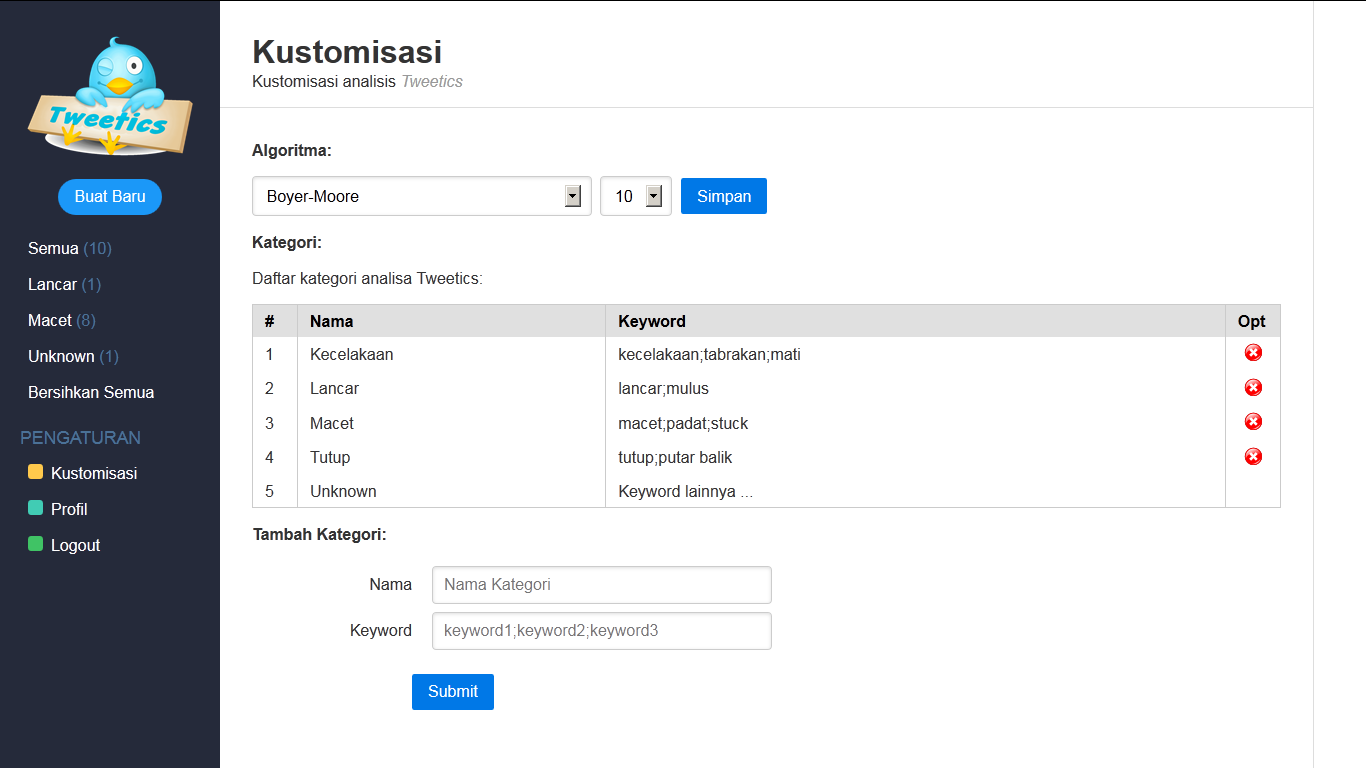 Tweetics
Buat Baru
Semua (10)
Lancar (1)
Macet (8)
Unknown (1)
Bersihkan Semua
PENGATURAN
Kustomisasi
Profil
Logout
Kustomisasi
Kustomisasi analisis Tweetics
Algoritma:
Boyer-Moore 10 Simpan
Kategori:
Daftar kategori analisa Tweetics:
# Nama Keyword Opt
1 Kecelakaan kecelakaan;tabrakan;mati
2 Lancar lancar;mulus
3 Macet macet;padat;stuck
4 Tutup tutup;putar balik
5 Unknown Keyword lainnya ...
Tambah Kategori:
Nama Nama Kategori
Keyword keyword1;keyword2;keyword3
Submit